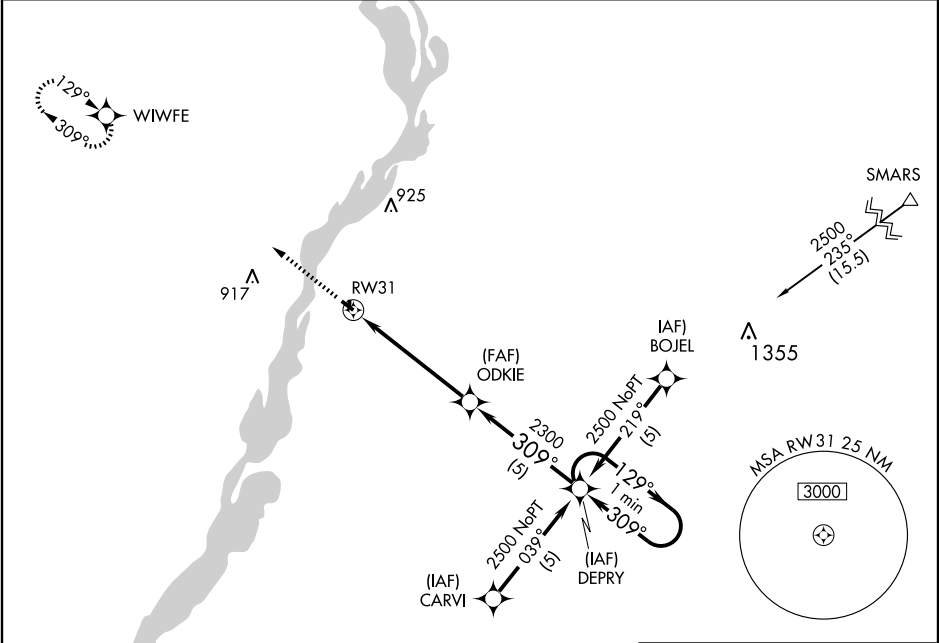 129°
309°
WIWFE
925
SMARS
2500
235°
(15.5)
917
RW31
IAF)
BOJEL
1355
(FAF)
ODKIE
2500 NoPT
219°
(5)
2300
309°
(5)
129°
1 min
309°
MSA RW31 25 NM
3000
2500 NoPT
039°
(5)
(IAF)
DEPRY
(IAF)
CARVI